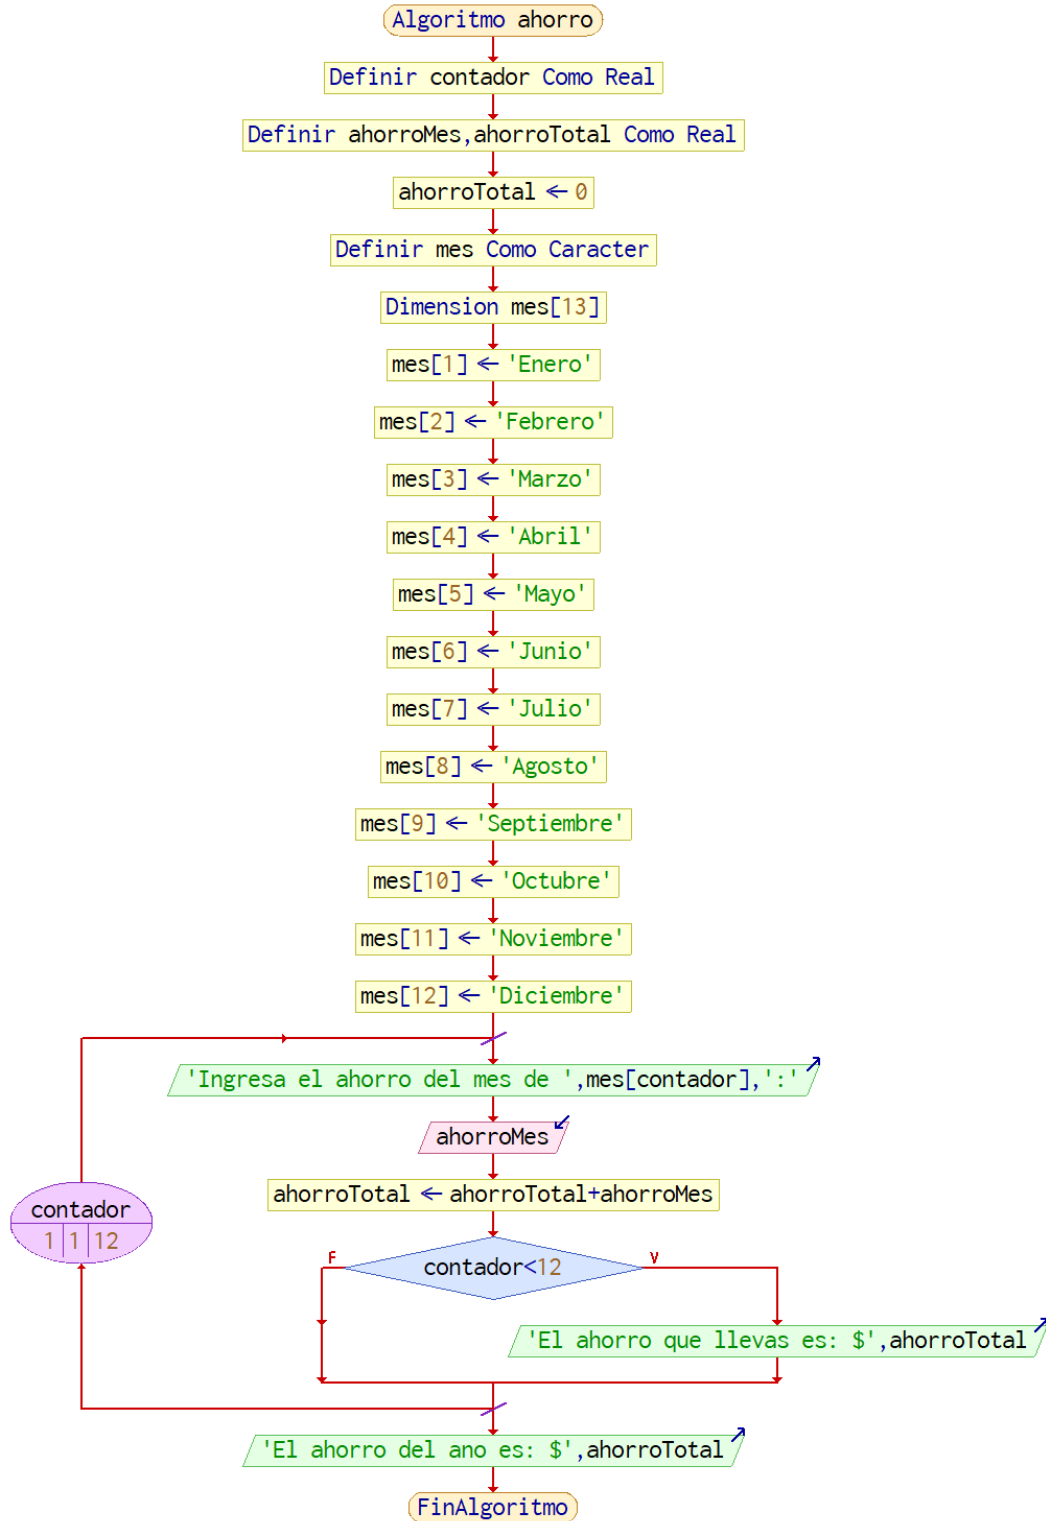 Algoritmo ahorro
Definir contador Como Real
Definir ahorroMes,ahorroTotal Como Real
ahorroTotal ← 0
Definir mes Como Caracter
Dimension mes[13]
mes[1] ← 'Enero'
mes[2] ← 'Febrero'
mes[3] ← 'Marzo'
mes[4] ← 'Abril'
mes[5] ← 'Mayo'
mes[6] ← 'Junio'
mes[7] ← 'Julio'
mes[8] ← 'Agosto'
mes[9] ← 'Septiembre'
mes[10] ← 'Octubre'
mes[11] ← 'Noviembre'
mes[12] ← 'Diciembre'
'Ingresa el ahorro del mes de ',mes[contador],':'
ahorroMes
ahorroTotal ← ahorroTotal+ahorroMes
contador
1 1 12
F
contador<12
V
'El ahorro que llevas es: $',ahorroTotal
'El ahorro del ano es: $',ahorroTotal
FinAlgoritmo